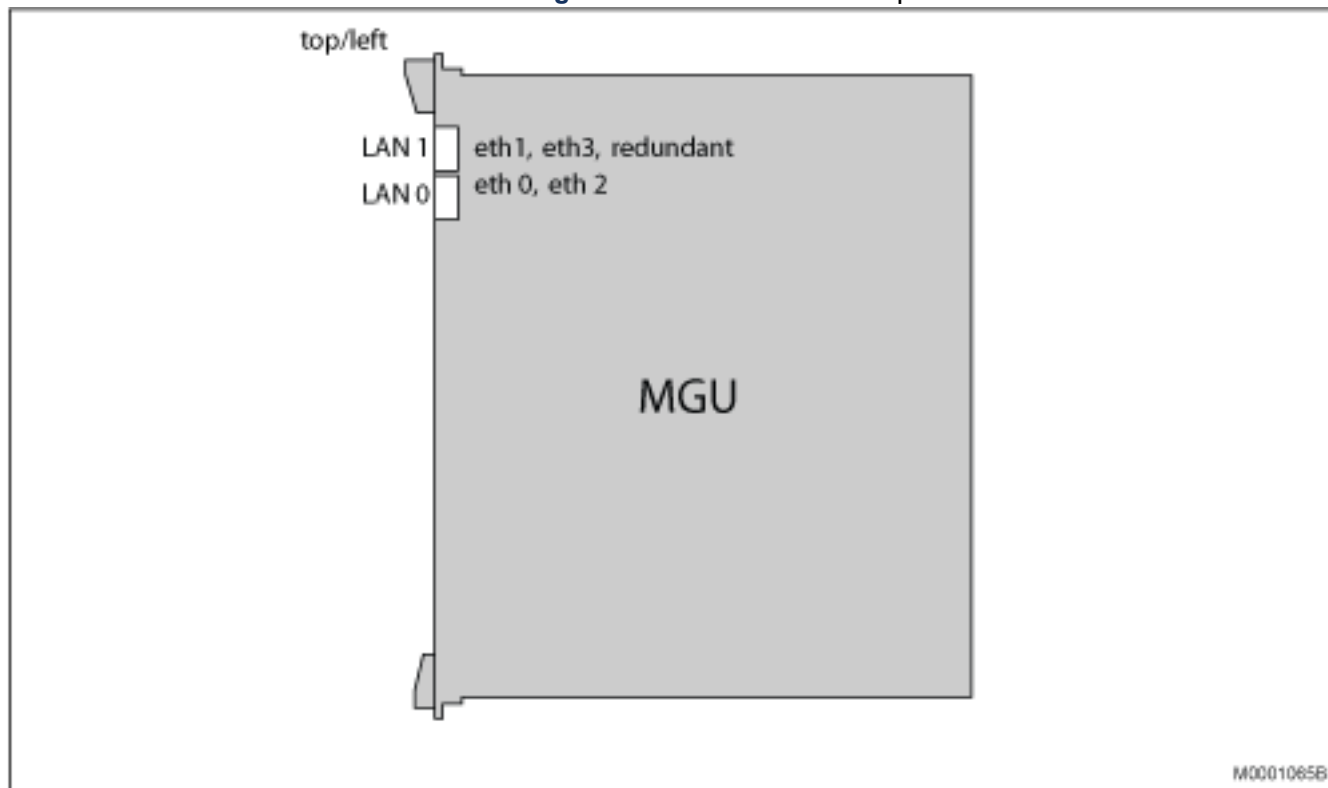 top/left
LAN 1 eth1, eth3, redundant
LAN 0 eth 0, eth 2
MGU
M0001065B